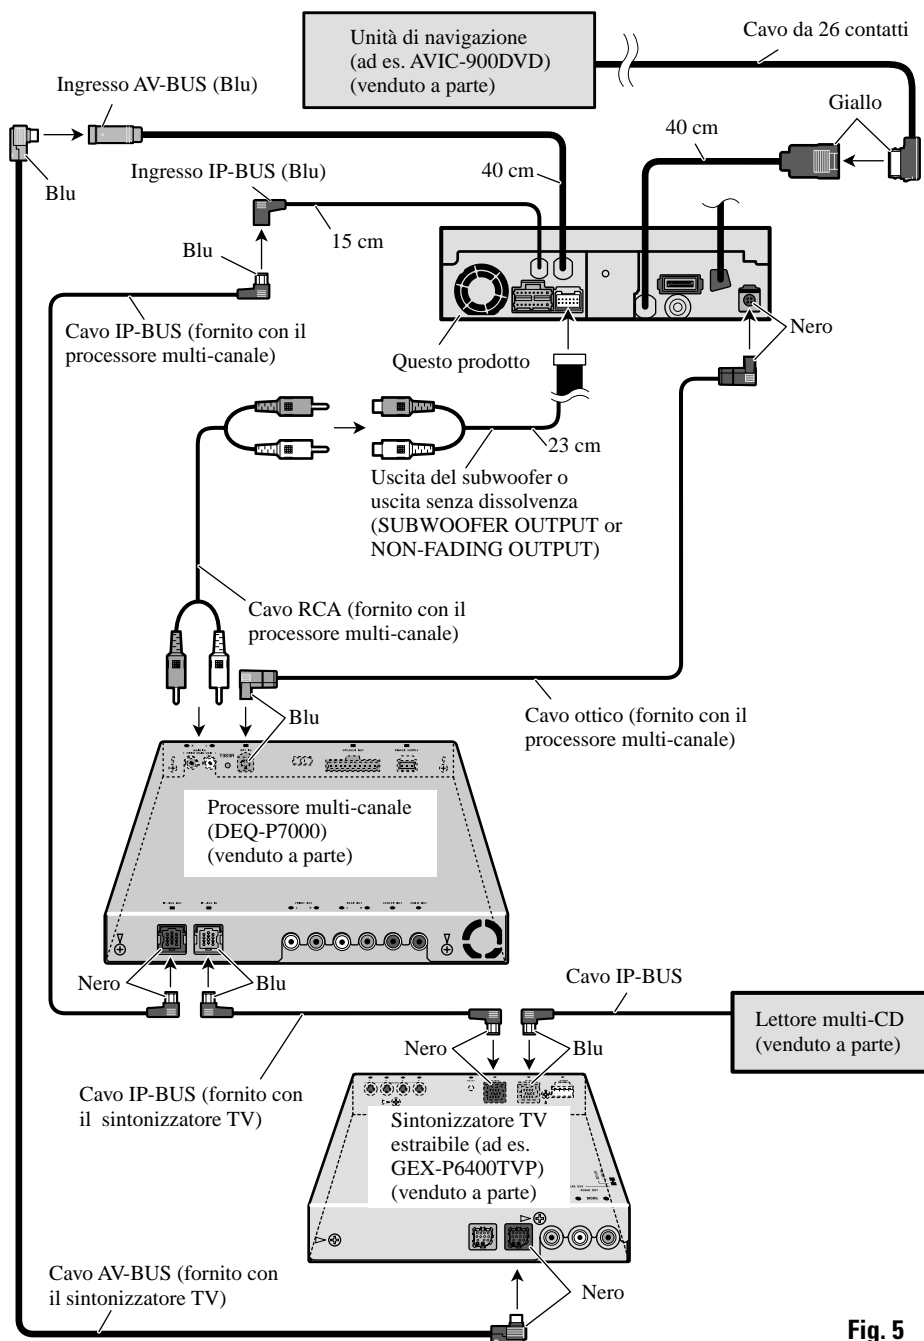 Unità di navigazione
(ad es. AVIC-900DVD)
(venduto a parte)
Cavo da 26 contatti
Ingresso AV-BUS (Blu)
Giallo
40 cm
Blu
Ingresso IP-BUS (Blu)
40 cm
15 cm
Blu
Cavo IP-BUS (fornito con il
processore multi-canale)
Questo prodotto
Nero
23 cm
Uscita del subwoofer o
uscita senza dissolvenza
(SUBWOOFER OUTPUT or
NON-FADING OUTPUT)
Cavo RCA (fornito con il
processore multi-canale)
Blu
Cavo ottico (fornito con il
processore multi-canale)
Processore multi-canale
(DEQ-P7000)
(venduto a parte)
Nero
Blu
Cavo IP-BUS
Lettore multi-CD
(venduto a parte)
Nero
Blu
Cavo IP-BUS (fornito con
il sintonizzatore TV)
Sintonizzatore TV
estraibile (ad es.
GEX-P6400TVP)
(venduto a parte)
Cavo AV-BUS (fornito con
il sintonizzatore TV)
Nero
Fig. 5